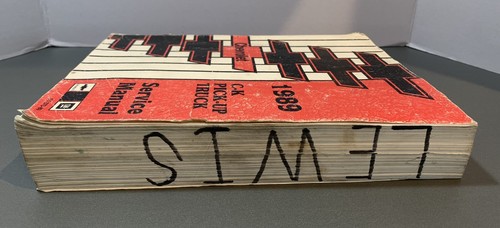 Chevrolet
1989
C/K
PICK-UP
TRUCK
Service
Manual
LEWIS